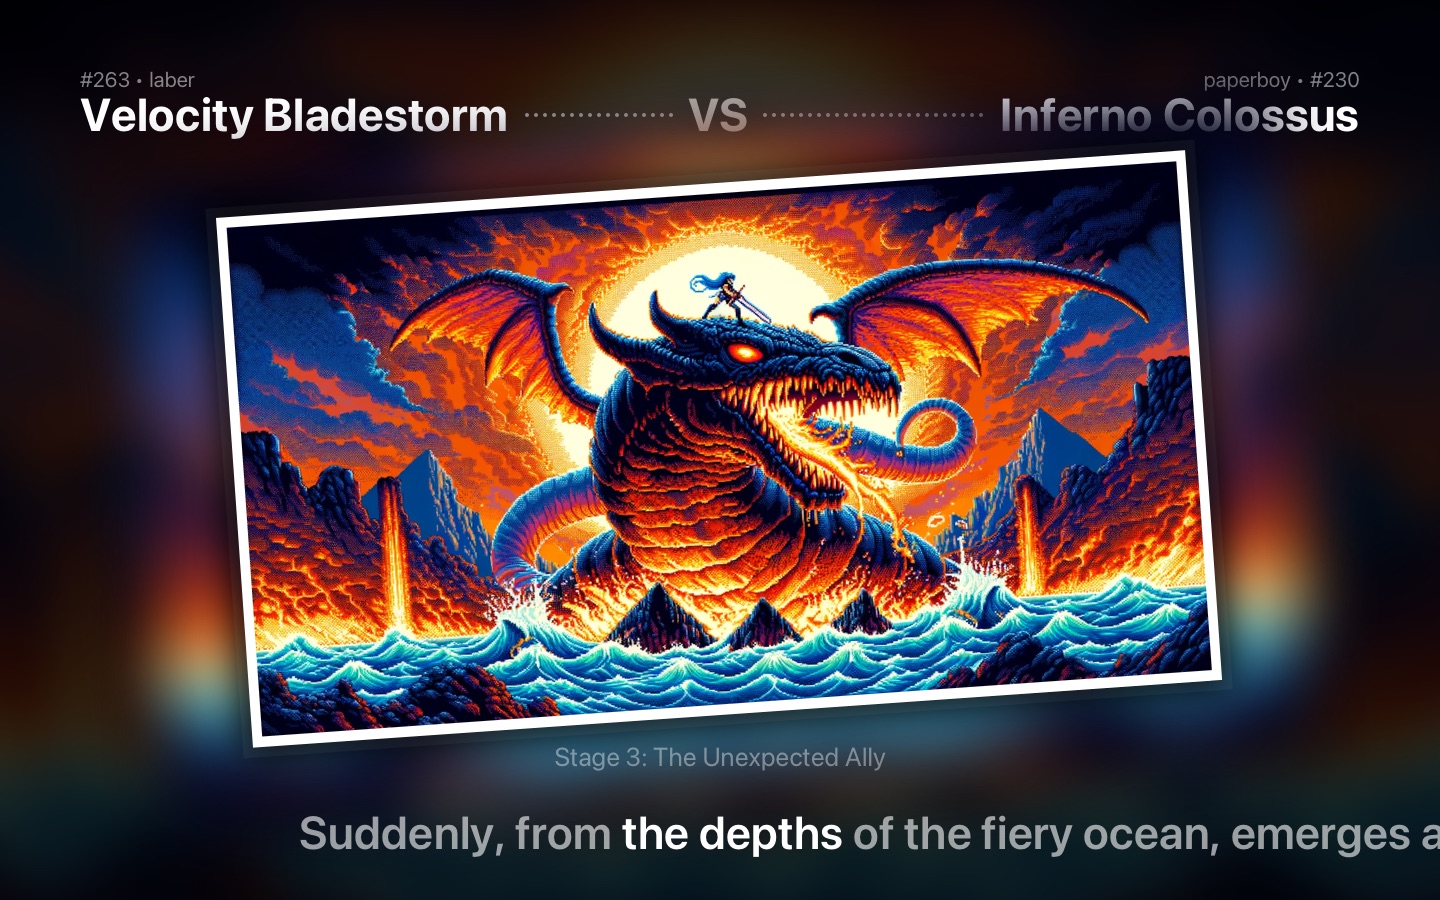 #263 • laber
paperboy • #230
Velocity Bladestorm VS Inferno Colossus
Stage 3: The Unexpected Ally
Suddenly, from the depths of the fiery ocean, emerges a